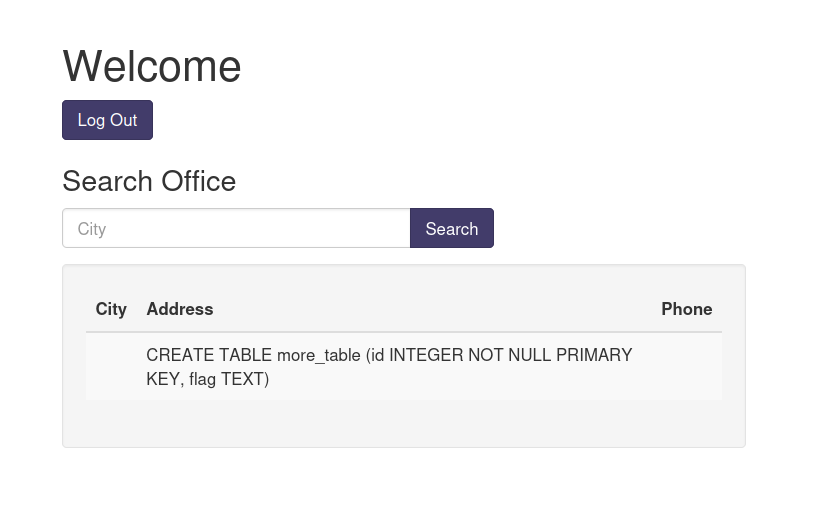 Welcome
Log Out
Search Office
City
Search
City Address Phone
CREATE TABLE more_table (id INTEGER NOT NULL PRIMARY
KEY, flag TEXT)